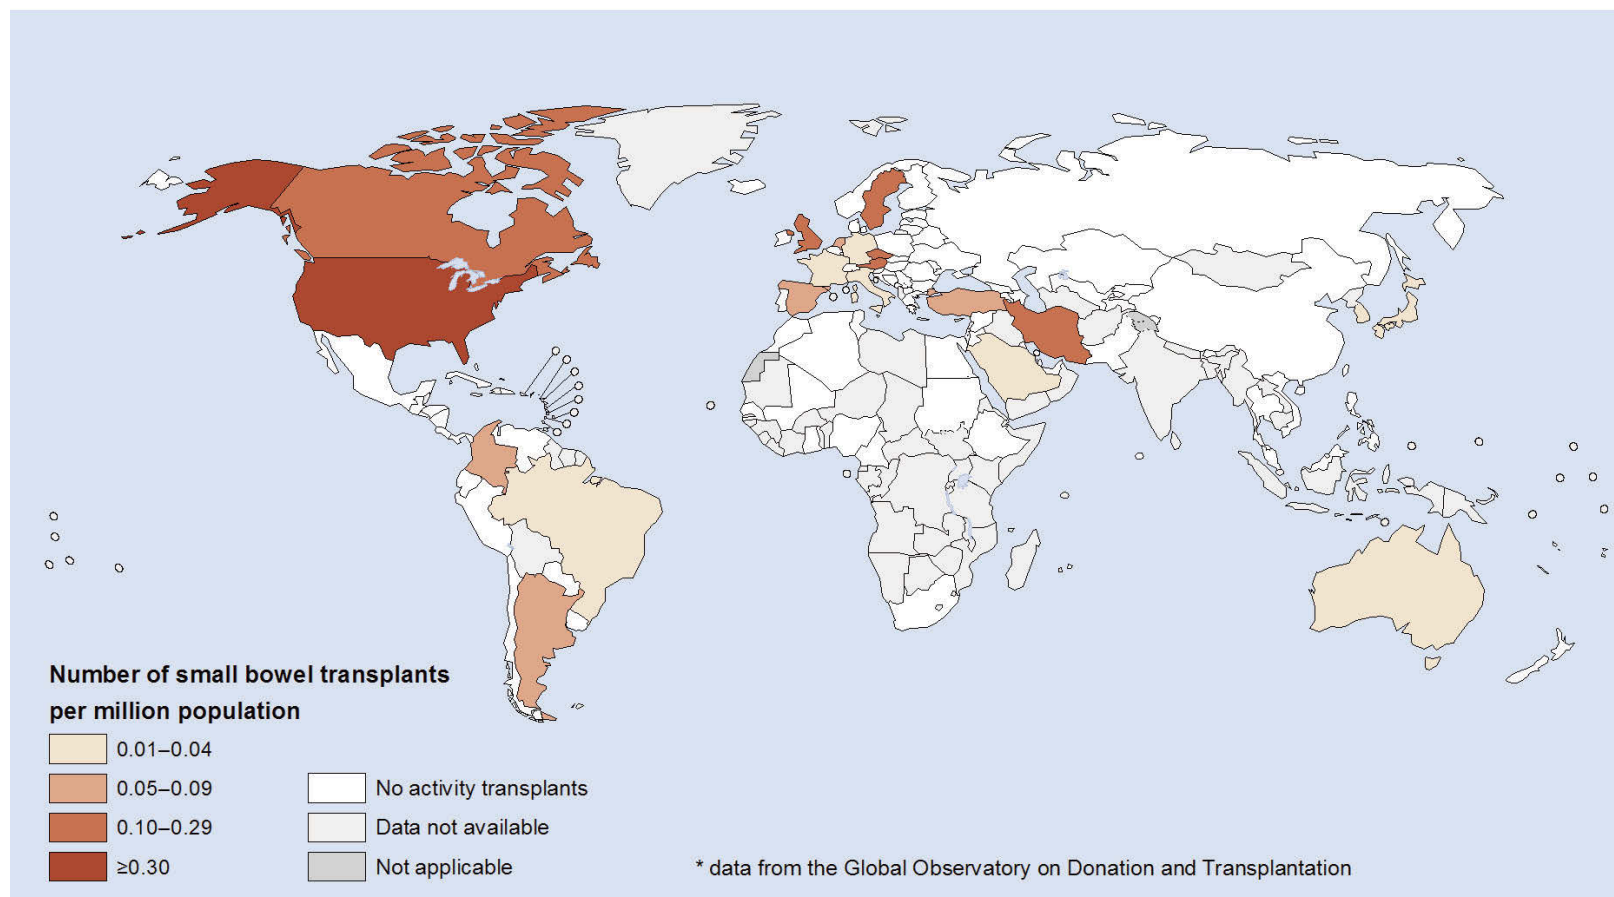 Number of small bowel transplants
per million population
0.01–0.04
0.05–0.09
0.10–0.29
≥0.30
No activity transplants
Data not available
Not applicable
* data from the Global Observatory on Donation and Transplantation